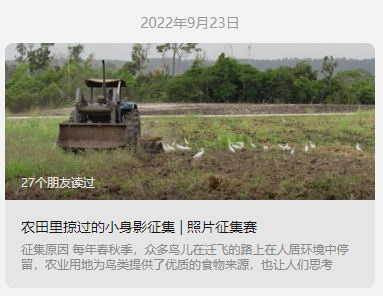 2022年9月23日
27个朋友读过
农田里掠过的小身影征集 | 照片征集赛
征集原因 每年春秋季，众多鸟儿在迁飞的路上在人居环境中停
留，农业用地为鸟类提供了优质的食物来源，也让人们思考